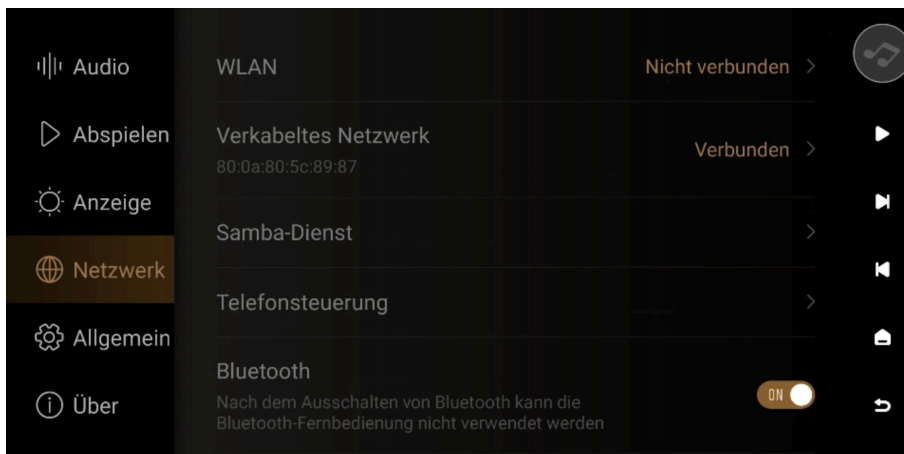 Audio
Abspielen
Anzeige
Netzwerk
Allgemein
Über
WLAN
Nicht verbunden
Verkabeltes Netzwerk
80:0a:80:5c:89:87
Verbunden
Samba-Dienst
Telefonsteuerung
Bluetooth
Nach dem Ausschalten von Bluetooth kann die
Bluetooth-Fernbedienung nicht verwendet werden
ON